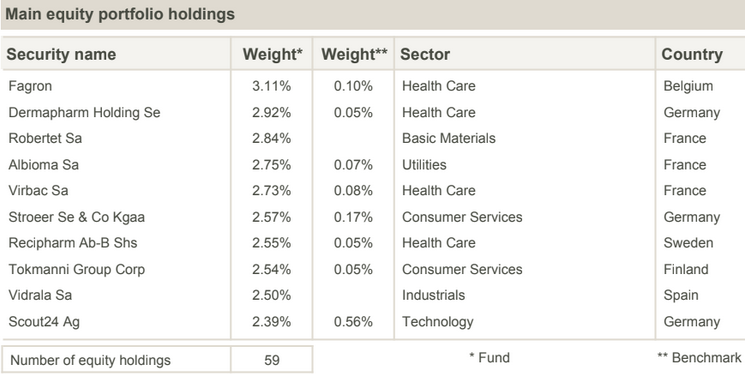 Main equity portfolio holdings
Security name Weight* Weight** Sector Country
Fagron 3.11% 0.10% Health Care Belgium
Dermapharm Holding Se 2.92% 0.05% Health Care Germany
Robertet Sa 2.84% Basic Materials France
Albioma Sa 2.75% 0.07% Utilities France
Virbac Sa 2.73% 0.08% Health Care France
Stroeer Se & Co Kgaa 2.57% 0.17% Consumer Services Germany
Recipharm Ab-B Shs 2.55% 0.05% Health Care Sweden
Tokmanni Group Corp 2.54% 0.05% Consumer Services Finland
Vidrala Sa 2.50% Industrials Spain
Scout24 Ag 2.39% 0.56% Technology Germany
Number of equity holdings 59 * Fund ** Benchmark